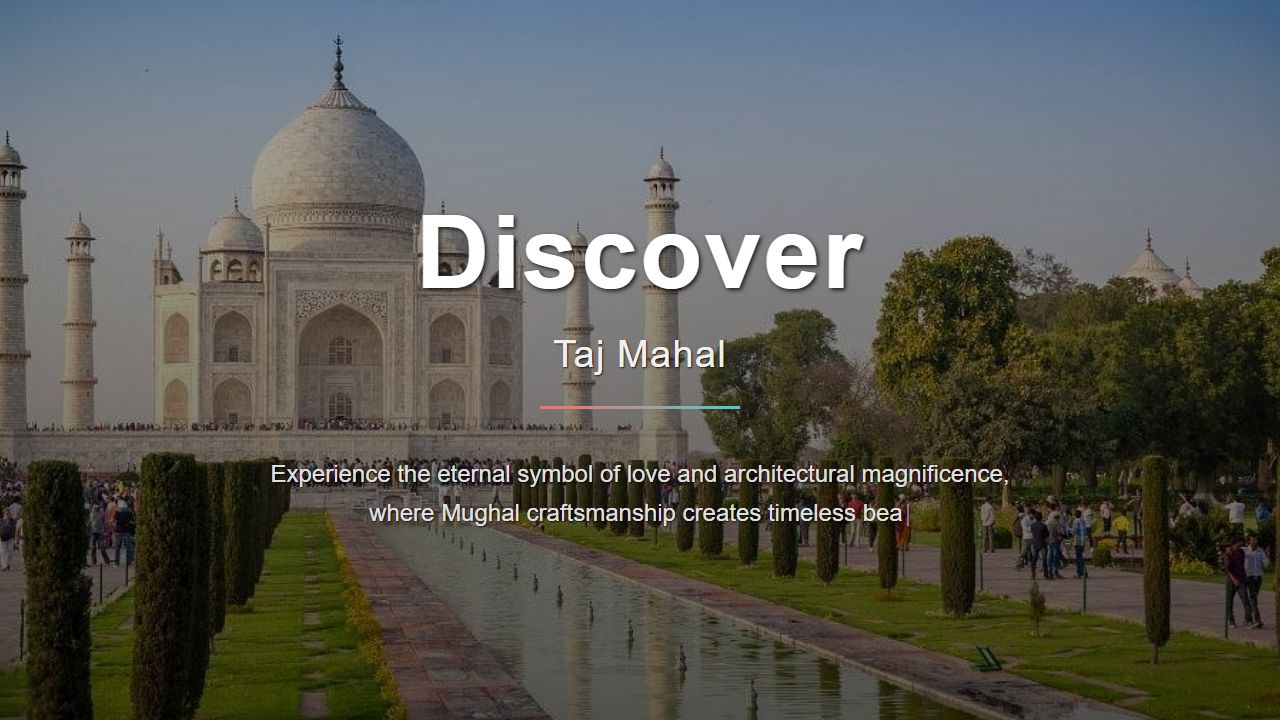 Discover
Taj Mahal
Experience the eternal symbol of love and architectural magnificence,
where Mughal craftsmanship creates timeless bea